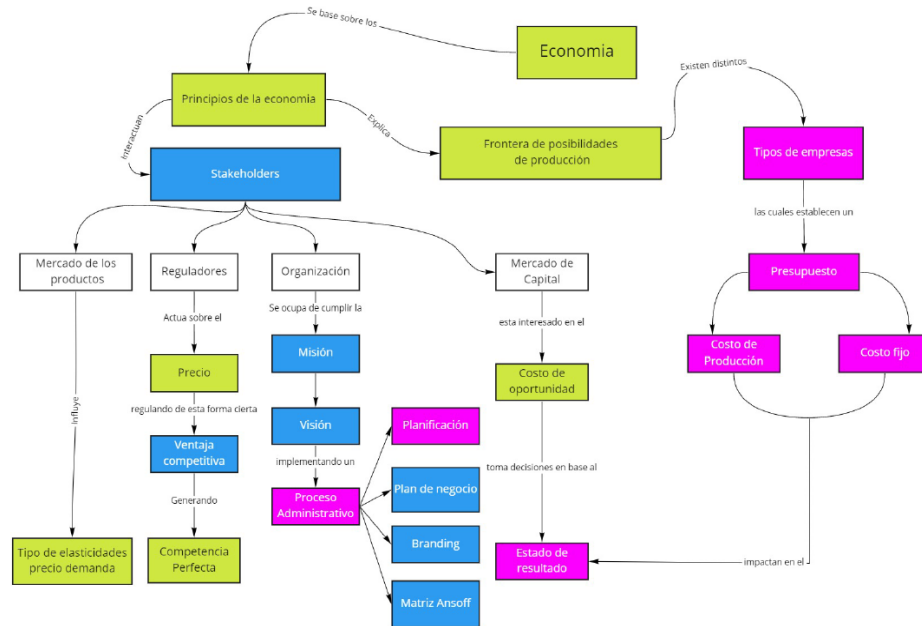 Se base sobre los
Economia
Existen distintos
Principios de la economia
Interactuan
Explica
Frontera de posibilidades
de producción
Tipos de empresas
Stakeholders
las cuales establecen un
Mercado de los
productos
Reguladores
Organización
Mercado de
Capital
Presupuesto
Actua sobre el
Se ocupa de cumplir la
esta interesado en el
Misión
Costo de
Producción
Costo fijo
Precio
Costo de
oportunidad
regulando de esta forma cierta
Influye
Visión
Planificación
Ventaja
competitiva
implementando un
toma decisiones en base al
Plan de negocio
Generando
Proceso
Administrativo
Branding
Tipo de elasticidades
precio demanda
Competencia
Perfecta
Estado de
resultado
impactan en el
Matriz Ansoff